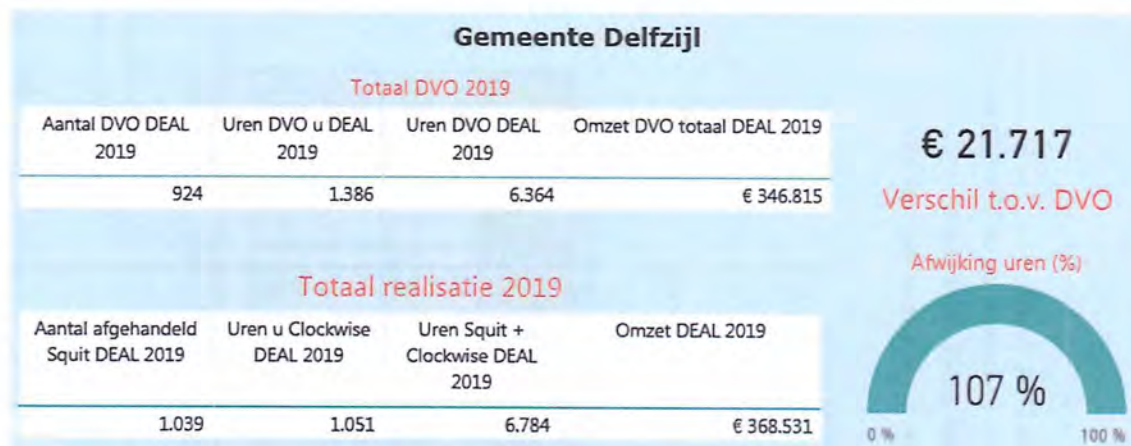 Gemeente Delfzijl
Totaal DVO 2019
Aantal DVO DEAL 2019 Uren DVO u DEAL 2019 Uren DVO DEAL 2019 Omzet DVO totaal DEAL 2019
924 1.386 6.364 € 346.815
€ 21.717
Verschil t.o.v. DVO
Totaal realisatie 2019
Aantal afgehandeld Squit DEAL 2019 Uren u Clockwise DEAL 2019 Uren Squit + Clockwise DEAL 2019 Omzet DEAL 2019
1.039 1.051 6.784 € 368.531
Afwijking uren (%)
107 %
0 % 100 %